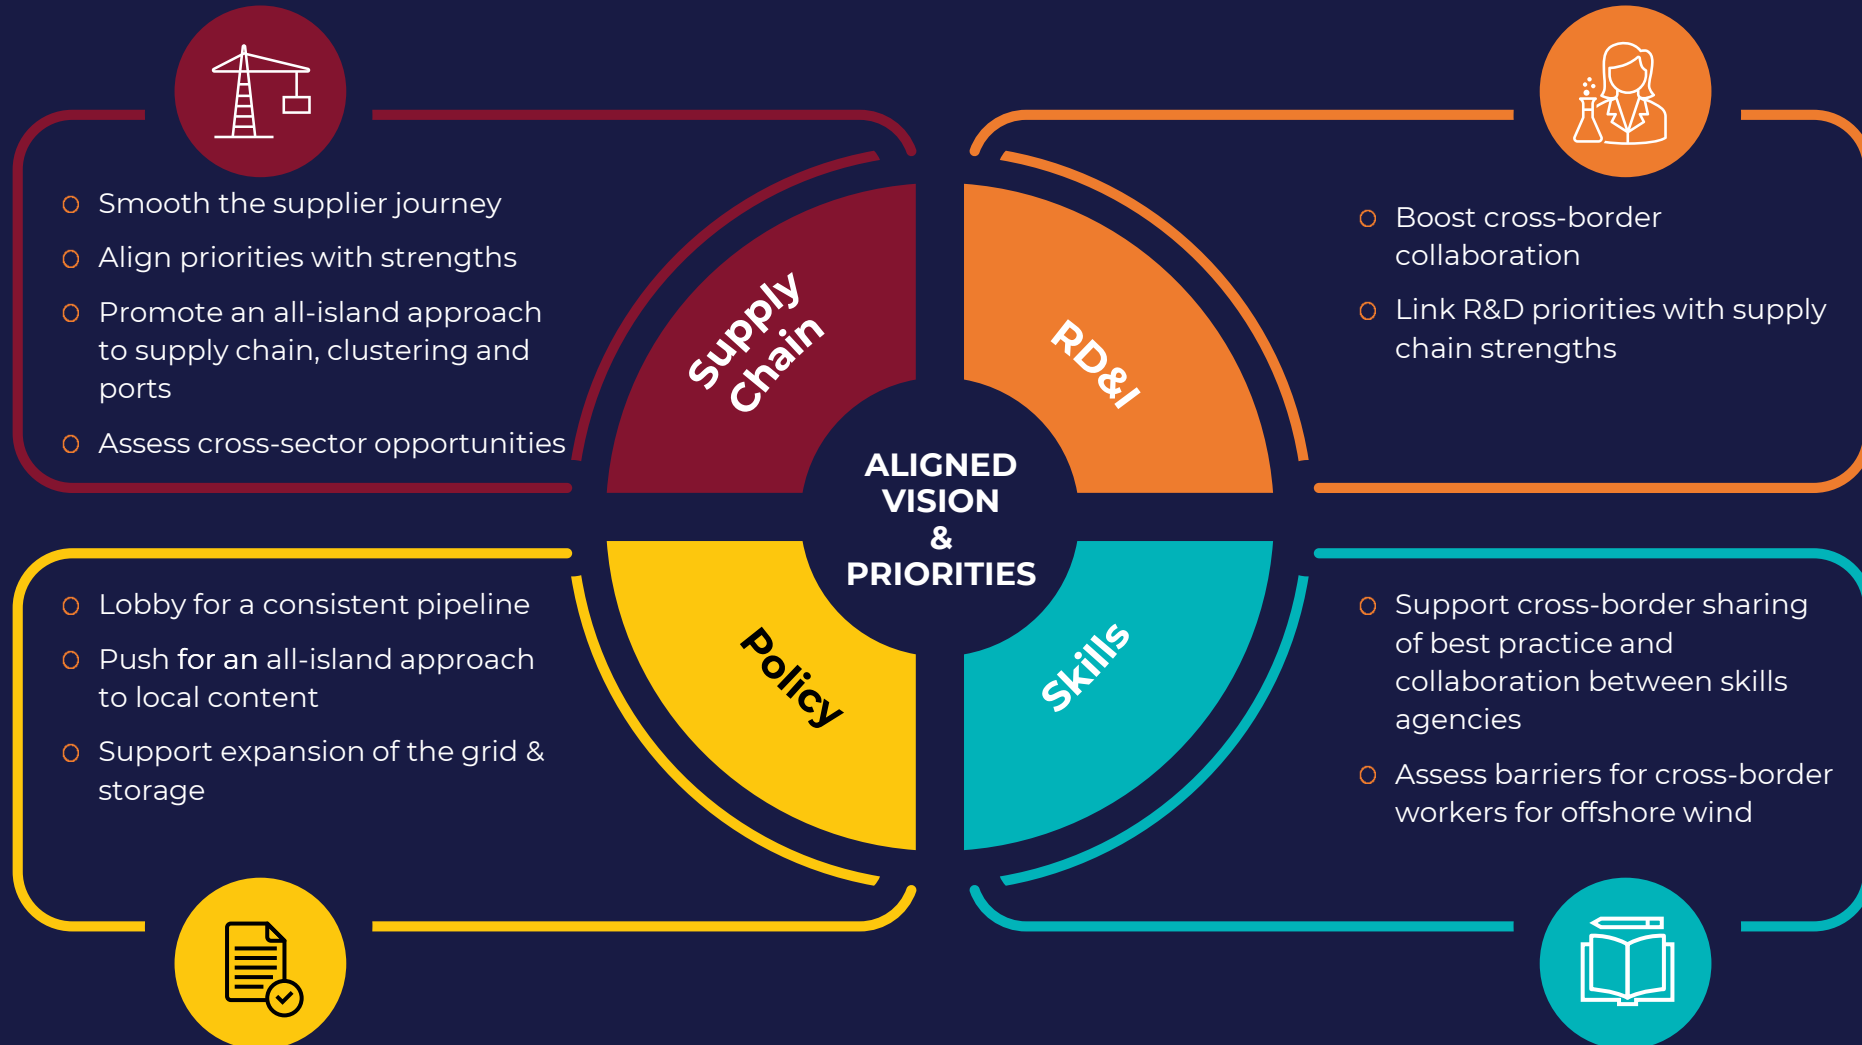 Smooth the supplier journey
Align priorities with strengths
Promote an all-island approach
to supply chain, clustering and
ports
Assess cross-sector opportunities
Supply
Chain
RD&I
Boost cross-border
collaboration
Link R&D priorities with supply
chain strengths
ALIGNED
VISION
&
PRIORITIES
Lobby for a consistent pipeline
Push for an all-island approach
to local content
Support expansion of the grid &
storage
Policy
Skills
Support cross-border sharing
of best practice and
collaboration between skills
agencies
Assess barriers for cross-border
workers for offshore wind